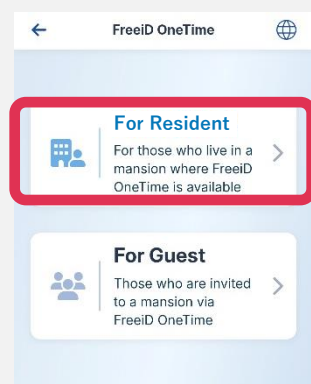 FreeiD OneTime
For Resident
For those who live in a
mansion where FreeiD
OneTime is available
For Guest
Those who are invited
to a mansion via
FreeiD OneTime